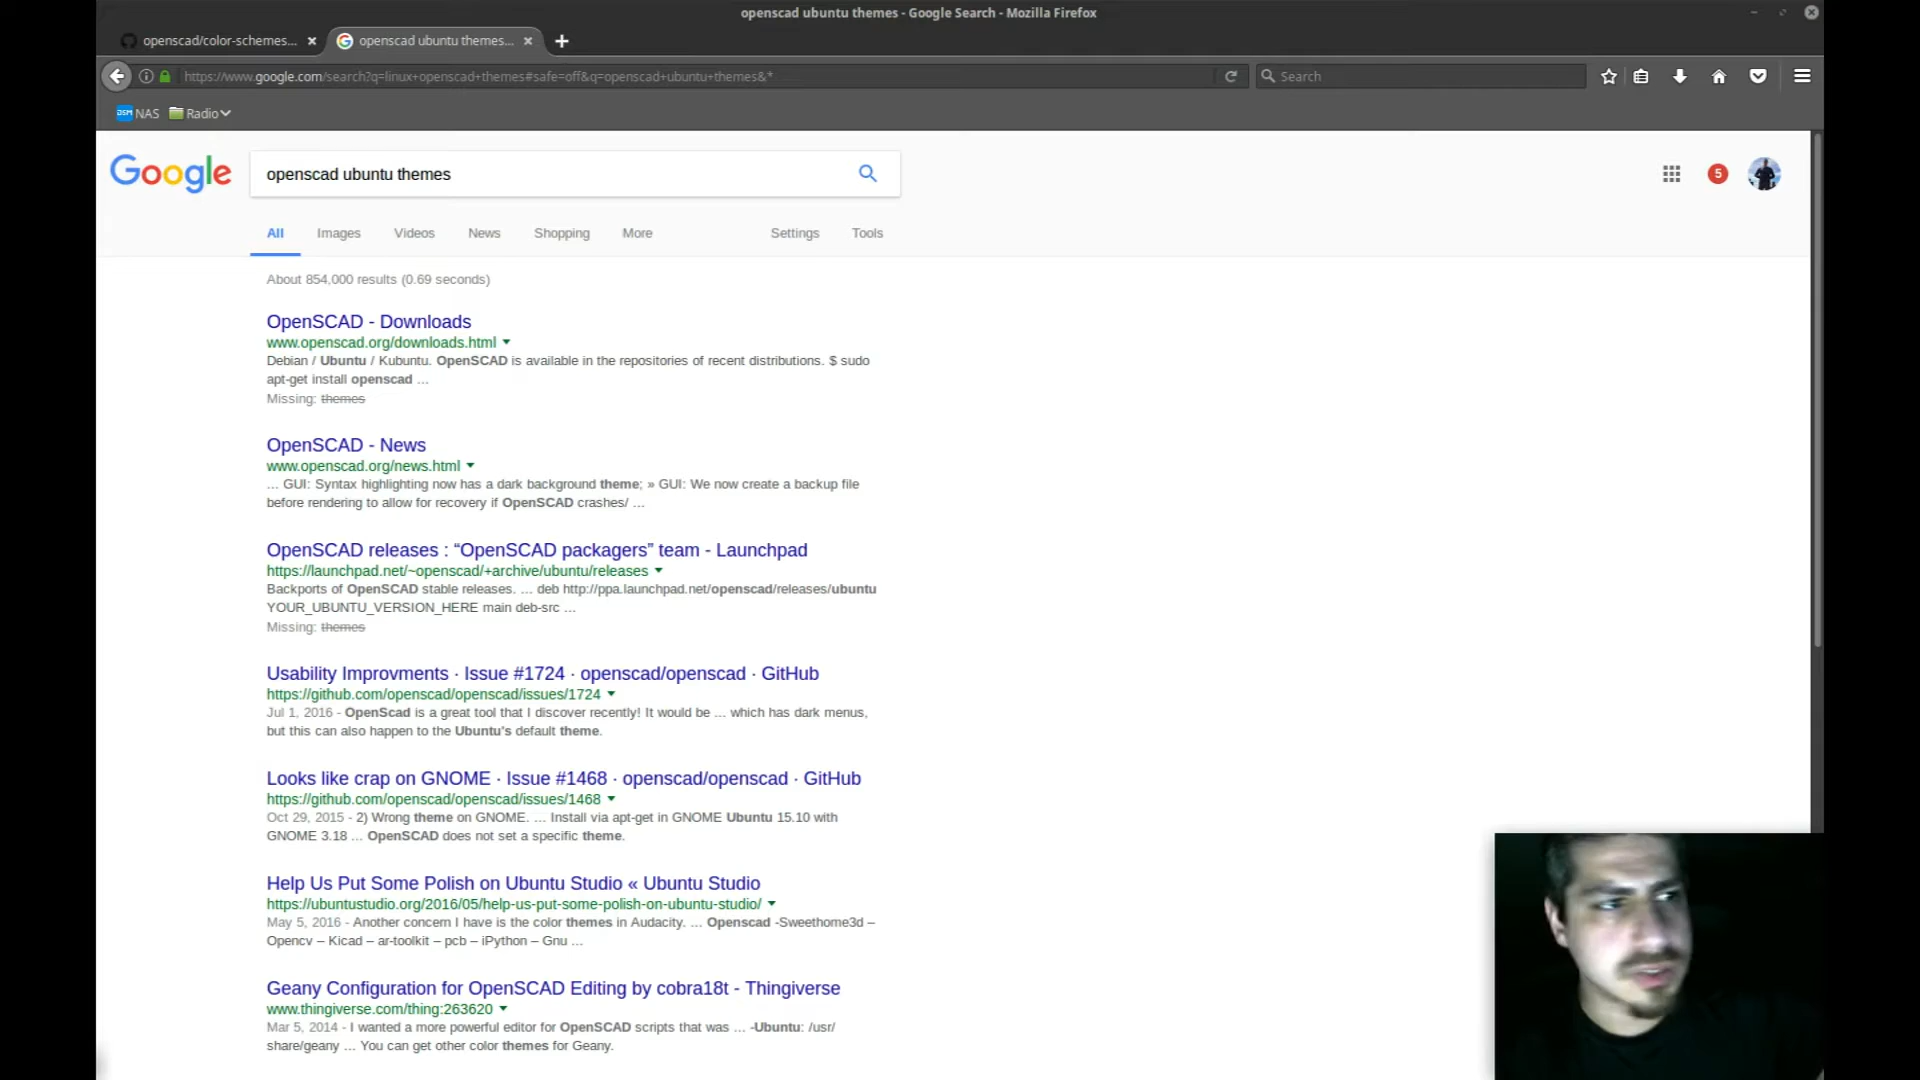 openscad ubuntu themes - Google Search - Mozilla Firefox
openscad/color-schemes...
openscad ubuntu themes...
https://www.google.com/search?q=linux+openscad+themes#safe=off&q=openscad+ubuntu+themes&*
Search
DSM NAS
Radio
Google
openscad ubuntu themes
5
All
Images
Videos
News
Shopping
More
Settings
Tools
About 854,000 results (0.69 seconds)
OpenSCAD - Downloads
www.openscad.org/downloads.html
Debian / Ubuntu / Kubuntu. OpenSCAD is available in the repositories of recent distributions. $ sudo
apt-get install openscad ...
Missing: themes
OpenSCAD - News
www.openscad.org/news.html
... GUI: Syntax highlighting now has a dark background theme; » GUI: We now create a backup file
before rendering to allow for recovery if OpenSCAD crashes/ ...
OpenSCAD releases : “OpenSCAD packagers” team - Launchpad
https://launchpad.net/~openscad/+archive/ubuntu/releases
Backports of OpenSCAD stable releases. ... deb http://ppa.launchpad.net/openscad/releases/ubuntu
YOUR_UBUNTU_VERSION_HERE main deb-src ...
Missing: themes
Usability Improvments · Issue #1724 · openscad/openscad · GitHub
https://github.com/openscad/openscad/issues/1724
Jul 1, 2016 - OpenScad is a great tool that I discover recently! It would be ... which has dark menus,
but this can also happen to the Ubuntu's default theme.
Looks like crap on GNOME · Issue #1468 · openscad/openscad · GitHub
https://github.com/openscad/openscad/issues/1468
Oct 29, 2015 - 2) Wrong theme on GNOME. ... Install via apt-get in GNOME Ubuntu 15.10 with
GNOME 3.18 ... OpenSCAD does not set a specific theme.
Help Us Put Some Polish on Ubuntu Studio « Ubuntu Studio
https://ubuntustudio.org/2016/05/help-us-put-some-polish-on-ubuntu-studio/
May 5, 2016 - Another concern I have is the color themes in Audacity. ... Openscad -Sweethome3d –
Opencv – Kicad – ar-toolkit – pcb – iPython – Gnu ...
Geany Configuration for OpenSCAD Editing by cobra18t - Thingiverse
www.thingiverse.com/thing:263620
Mar 5, 2014 - I wanted a more powerful editor for OpenSCAD scripts that was ... -Ubuntu: /usr/
share/geany ... You can get other color themes for Geany.